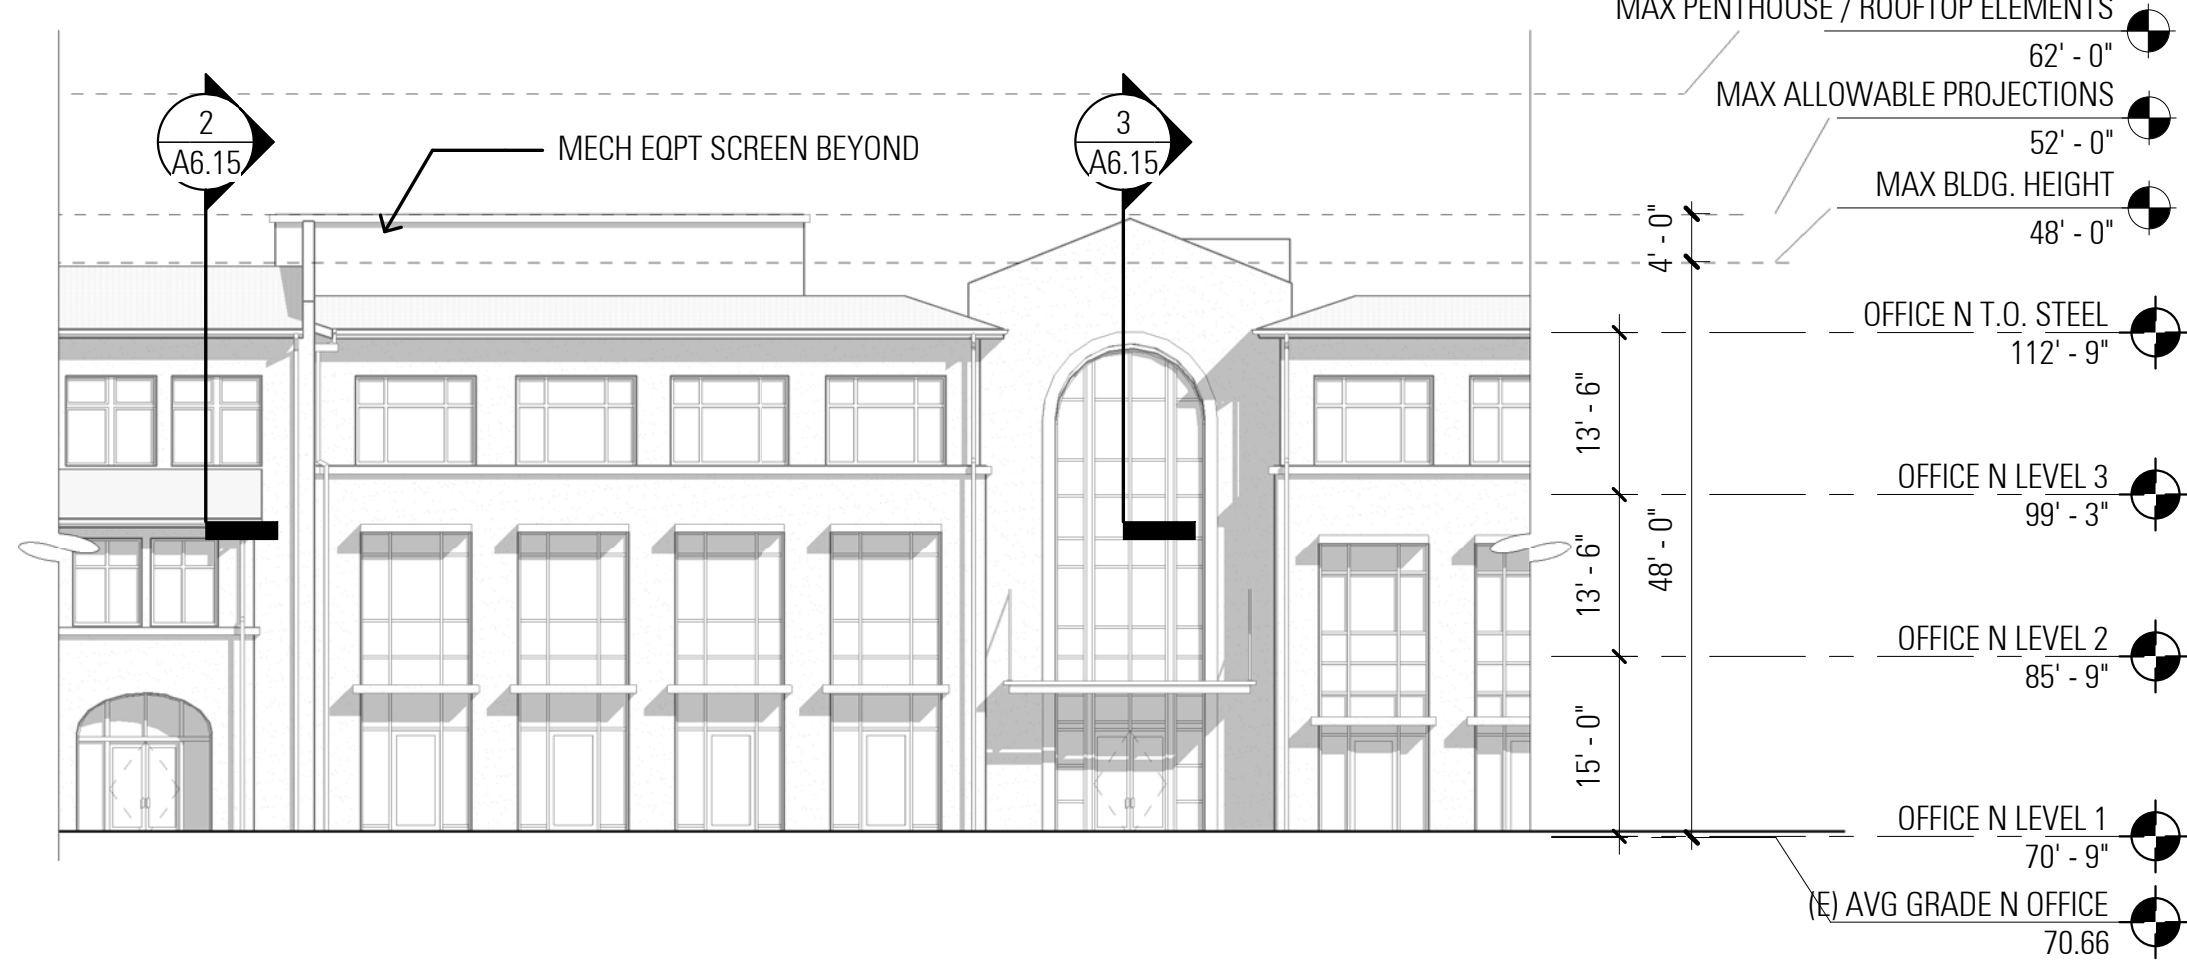 MAX PENTHOUSE / ROOFTOP ELEMENTS
62' - 0"
MAX ALLOWABLE PROJECTIONS
52' - 0"
MAX BLDG. HEIGHT
48' - 0"
2
A6.15
MECH EQPT SCREEN BEYOND
3
A6.15
4' - 0"
OFFICE N T.O. STEEL
112' - 9"
13' - 6"
OFFICE N LEVEL 3
99' - 3"
13' - 6"
48' - 0"
OFFICE N LEVEL 2
85' - 9"
15' - 0"
OFFICE N LEVEL 1
70' - 9"
(E) AVG GRADE N OFFICE
70.66